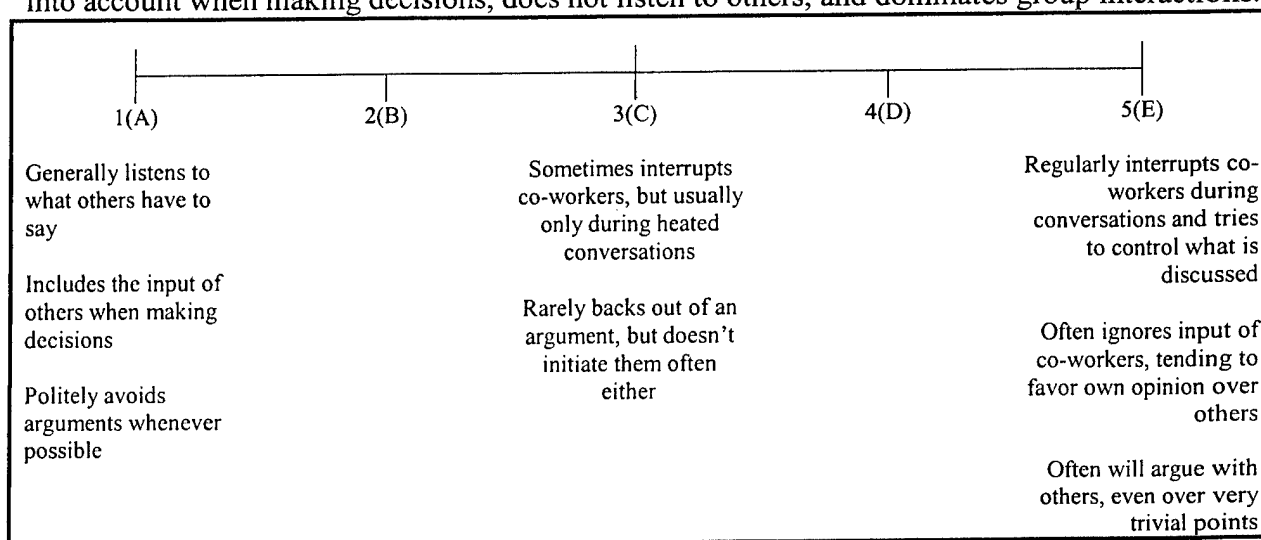 into account when making decisions, does not listen to others, and dominates group interactions.
1(A) 2(B) 3(C) 4(D) 5(E)
Generally listens to
what others have to
say
Includes the input of
others when making
decisions
Politely avoids
arguments whenever
possible
Sometimes interrupts
co-workers, but usually
only during heated
conversations
Rarely backs out of an
argument, but doesn't
initiate them often
either
Regularly interrupts co-
workers during
conversations and tries
to control what is
discussed
Often ignores input of
co-workers, tending to
favor own opinion over
others
Often will argue with
others, even over very
trivial points